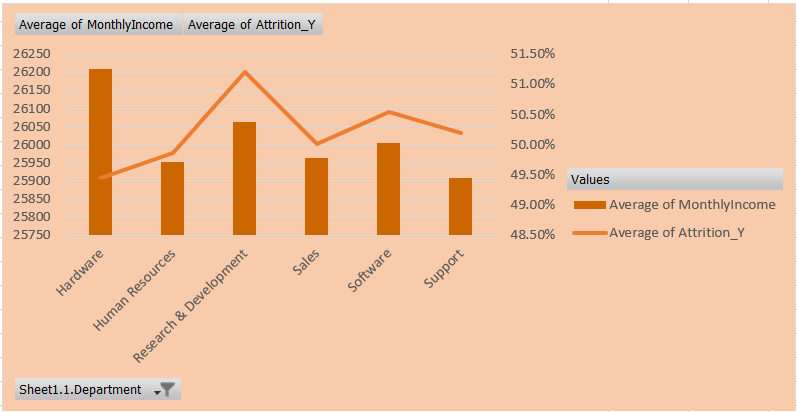 Average of MonthlyIncome Average of Attrition_Y
26250 51.50%
26200 51.00%
26150
26100 50.50%
26050 50.00%
26000
25950 49.50%
25900
25850 49.00%
25800
25750 48.50%
Values
Average of MonthlyIncome
Average of Attrition_Y
Hardware
Human Resources
Research & Development
Sales
Software
Support
Sheet1.1.Department